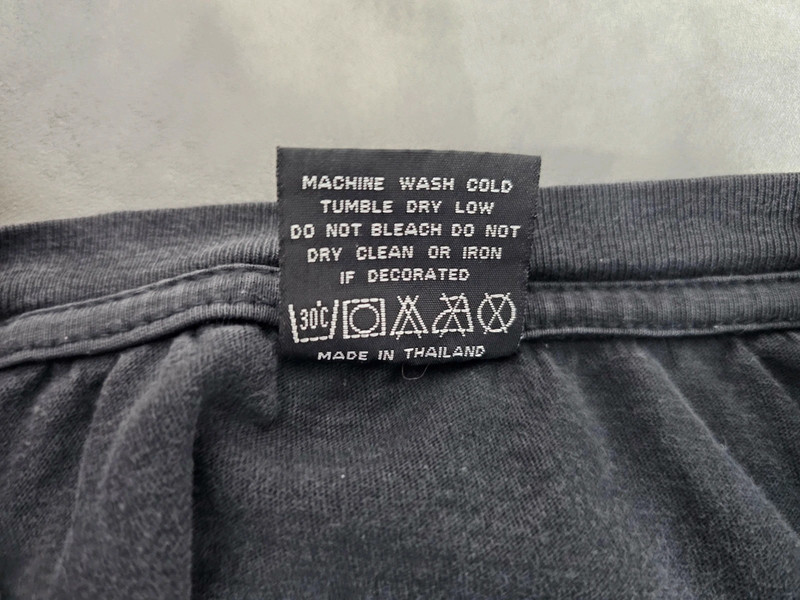 MACHINE WASH COLD
TUMBLE DRY LOW
DO NOT BLEACH DO NOT
DRY CLEAN OR IRON
IF DECORATED
30°C
MADE IN THAILAND